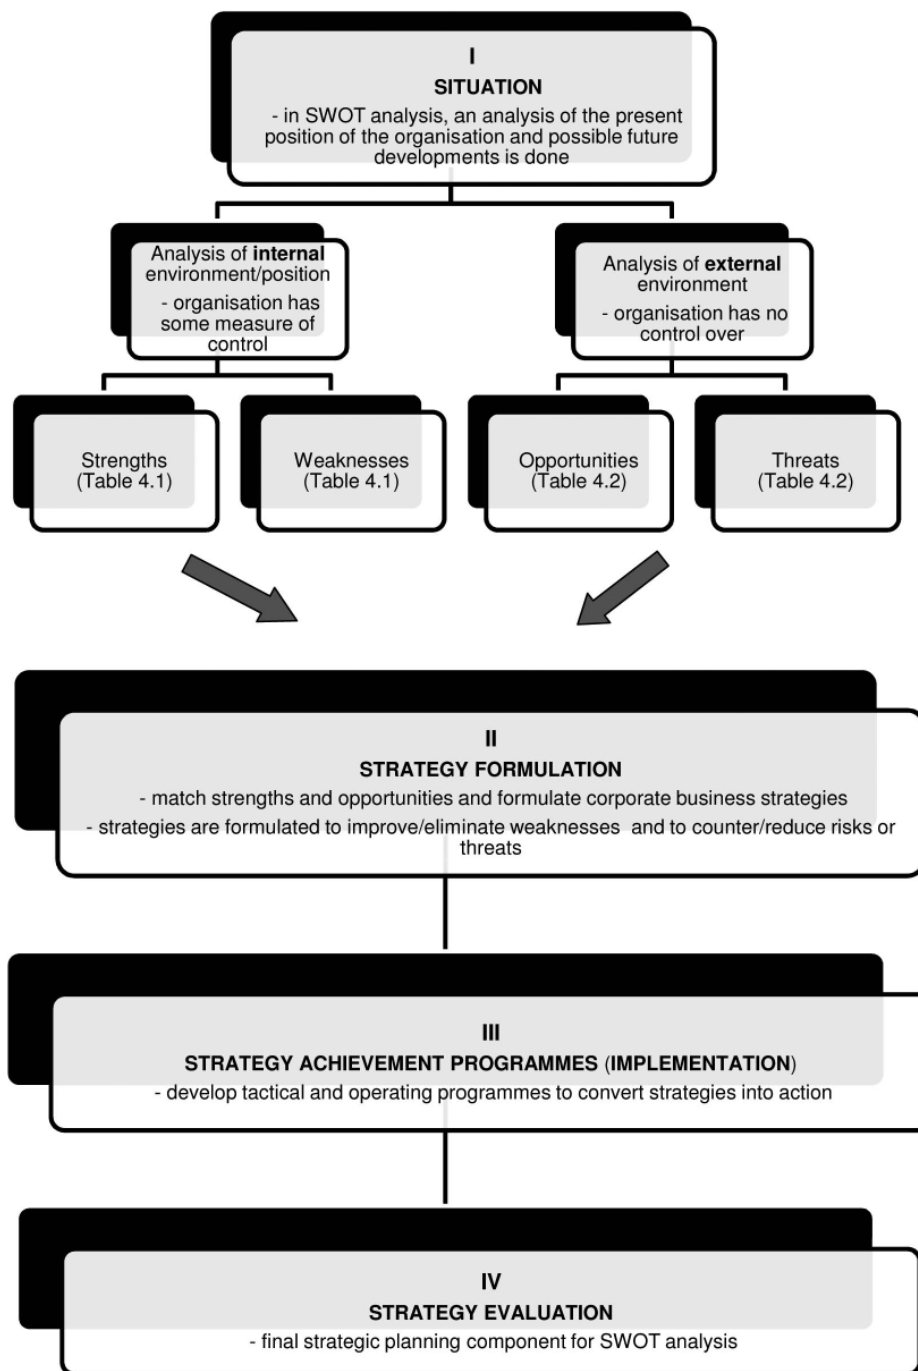 I
SITUATION
- in SWOT analysis, an analysis of the present
position of the organisation and possible future
developments is done
Analysis of internal
environment/position
- organisation has
some measure of
control
Analysis of external
environment
- organisation has no
control over
Strengths
(Table 4.1)
Weaknesses
(Table 4.1)
Opportunities
(Table 4.2)
Threats
(Table 4.2)
II
STRATEGY FORMULATION
- match strengths and opportunities and formulate corporate business strategies
- strategies are formulated to improve/eliminate weaknesses and to counter/reduce risks or
threats
III
STRATEGY ACHIEVEMENT PROGRAMMES (IMPLEMENTATION)
- develop tactical and operating programmes to convert strategies into action
IV
STRATEGY EVALUATION
- final strategic planning component for SWOT analysis